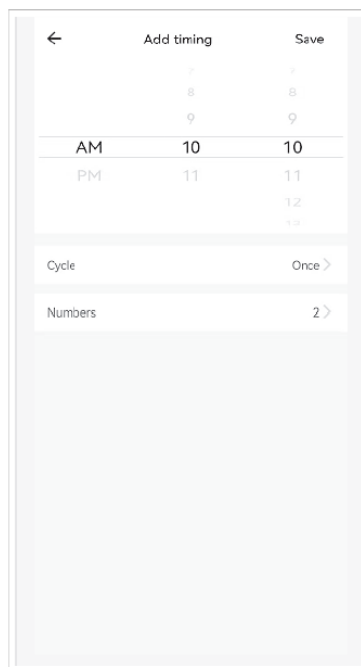 ← Add timing Save
8 8
9 9
AM 10 10
PM 11 11
12
Cycle Once >
Numbers 2 >